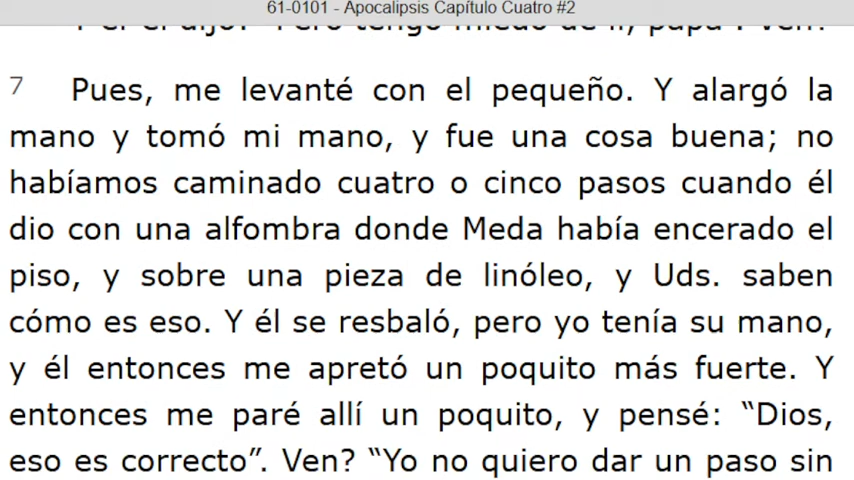 61-0101 - Apocalipsis Capítulo Cuatro #2
7 Pues, me levanté con el pequeño. Y alargó la
mano y tomó mi mano, y fue una cosa buena; no
habíamos caminado cuatro o cinco pasos cuando él
dio con una alfombra donde Meda había encerado el
piso, y sobre una pieza de linóleo, y Uds. saben
cómo es eso. Y él se resbaló, pero yo tenía su mano,
y él entonces me apretó un poquito más fuerte. Y
entonces me paré allí un poquito, y pensé: “Dios,
eso es correcto”. Ven? “Yo no quiero dar un paso sin